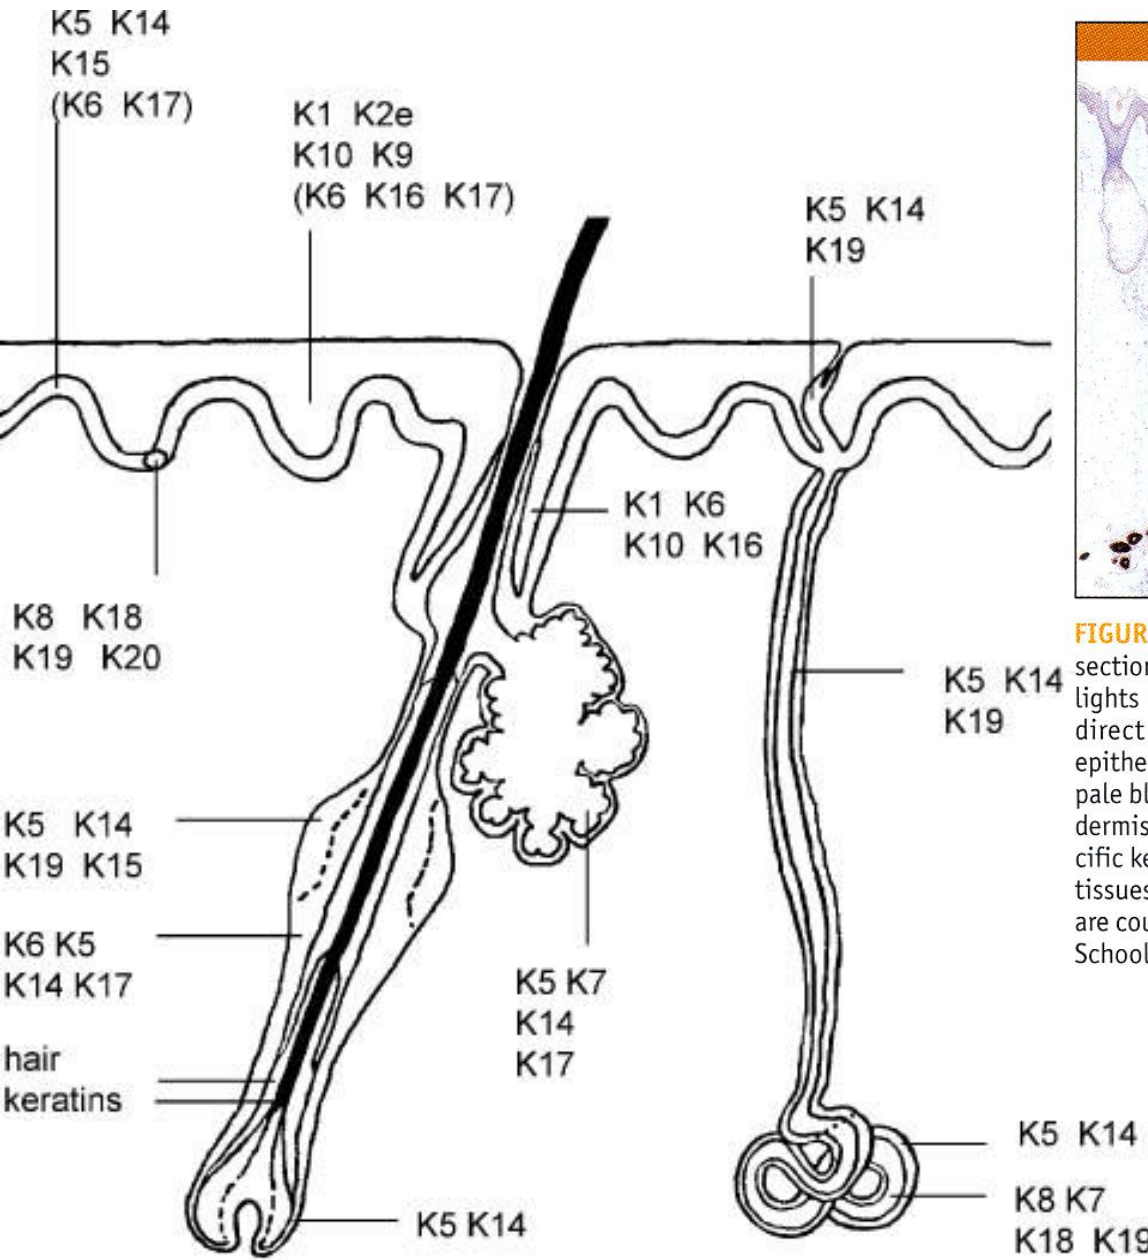 K5 K14
K15
(K6 K17)
K1 K2e
K10 K9
(K6 K16 K17)
K5 K14
K19
K1 K6
K10 K16
K8 K18
K19 K20
K5 K14
K19
K5 K14
K19 K15
K6 K5
K14 K17
K5 K7
K14
K17
hair
keratins
K5 K14
K5 K14
K8 K7
K18 K19
FIGUR
section
lights
direct
epithe
pale bl
dermis
cific ke
tissues
are cou
School